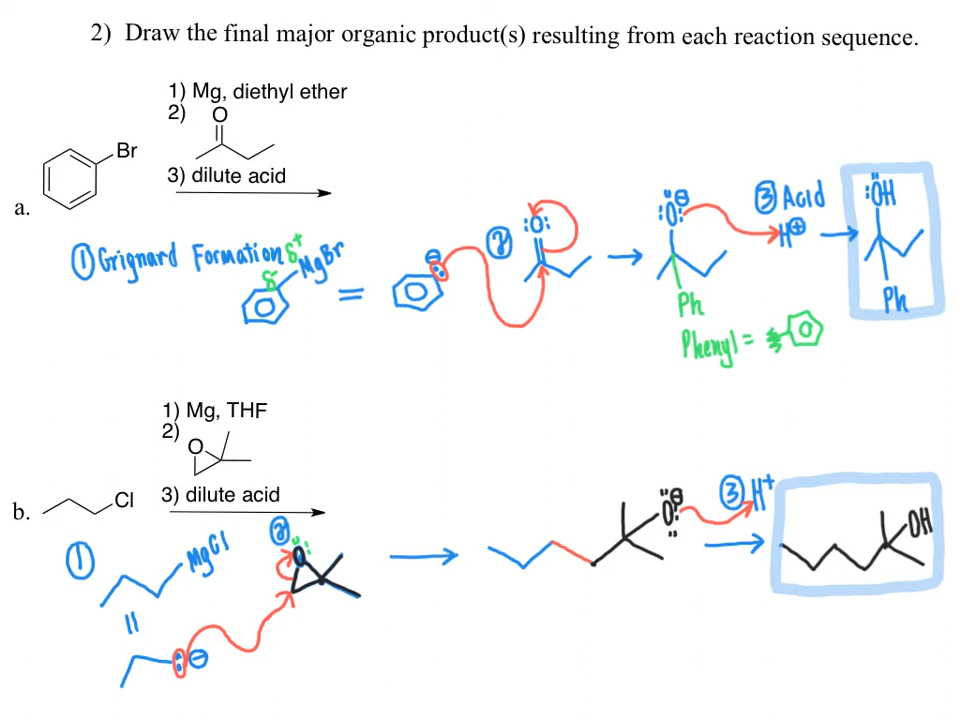 2) Draw the final major organic product(s) resulting from each reaction sequence.
1) Mg, diethyl ether
2)
O
Br
3) dilute acid
a.
① Grignard Formation
δ⁻ δ⁺
MgBr
=
⊖
②
:O:
:Ö:⊖
③ Acid
H⊕
:ÖH
Ph
Ph
Phenyl =
1) Mg, THF
2)
O
Cl
3) dilute acid
b.
①
MgCl
②
O
=
⊖
:Ö:⊖
③ H⁺
OH